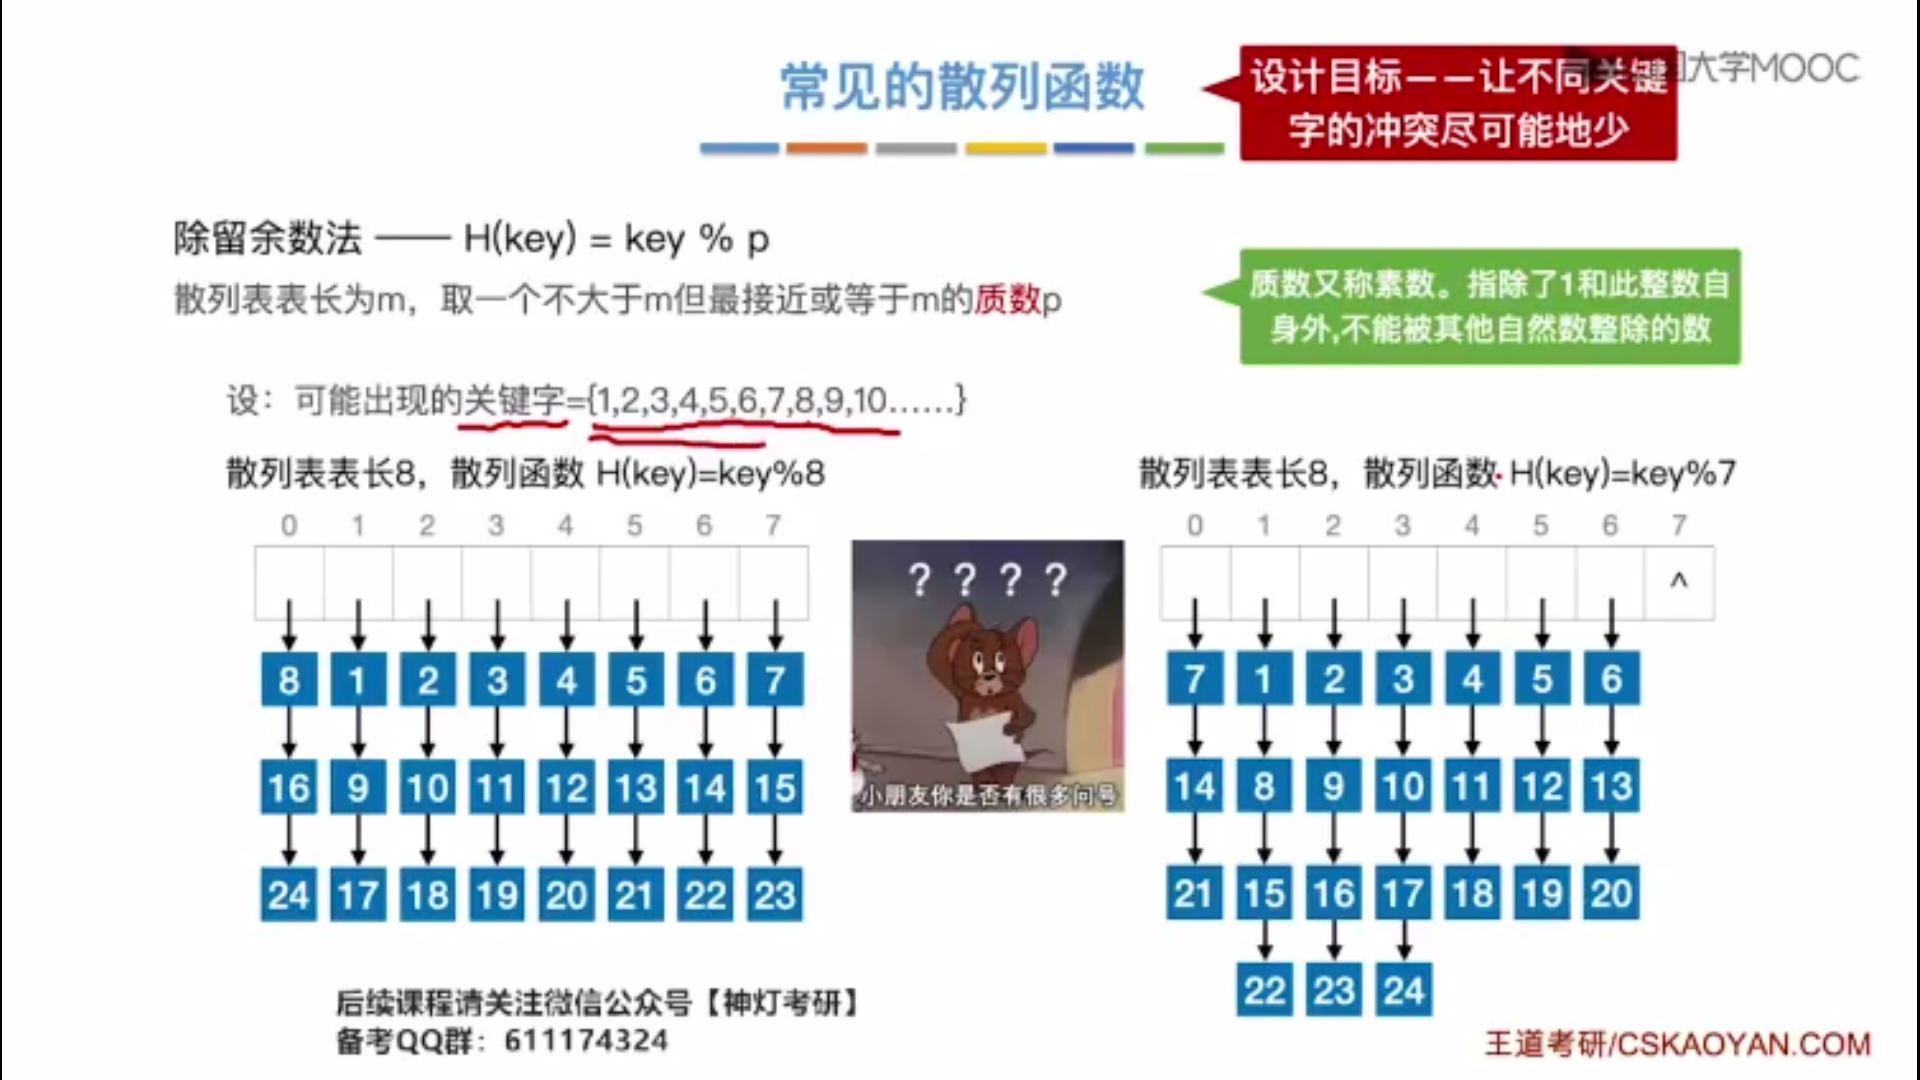 常见的散列函数
设计目标——让不同关键
字的冲突尽可能地少
国大学MOOC
除留余数法 —— H(key) = key % p
散列表表长为m，取一个不大于m但最接近或等于m的质数p
质数又称素数。指除了1和此整数自
身外,不能被其他自然数整除的数
设：可能出现的关键字={1,2,3,4,5,6,7,8,9,10……}
散列表表长8，散列函数 H(key)=key%8
0 1 2 3 4 5 6 7
8 1 2 3 4 5 6 7
16 9 10 11 12 13 14 15
24 17 18 19 20 21 22 23
? ? ? ?
小朋友你是否有很多问号
散列表表长8，散列函数 H(key)=key%7
0 1 2 3 4 5 6 7
^
7 1 2 3 4 5 6
14 8 9 10 11 12 13
21 15 16 17 18 19 20
22 23 24
后续课程请关注微信公众号【神灯考研】
备考QQ群：611174324
王道考研/CSKAOYAN.COM